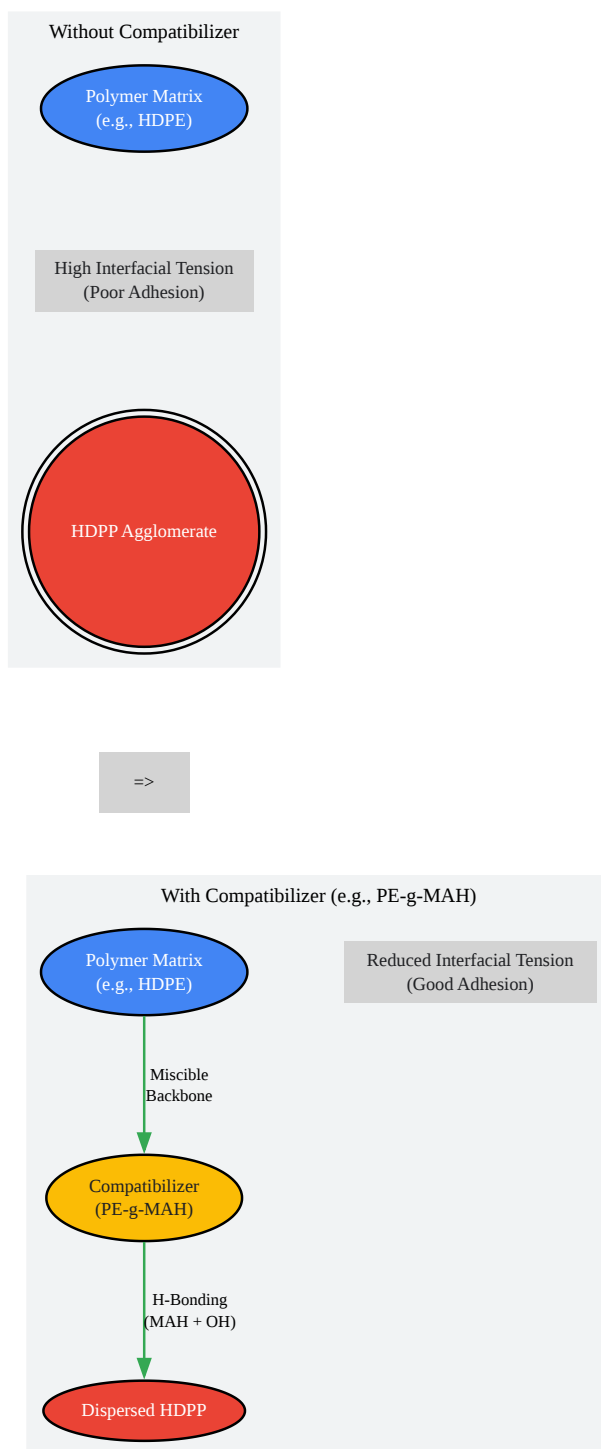 Without Compatibilizer
Polymer Matrix
(e.g., HDPE)
High Interfacial Tension
(Poor Adhesion)
HDPP Agglomerate
=>
With Compatibilizer (e.g., PE-g-MAH)
Polymer Matrix
(e.g., HDPE)
Reduced Interfacial Tension
(Good Adhesion)
Miscible
Backbone
Compatibilizer
(PE-g-MAH)
H-Bonding
(MAH + OH)
Dispersed HDPP